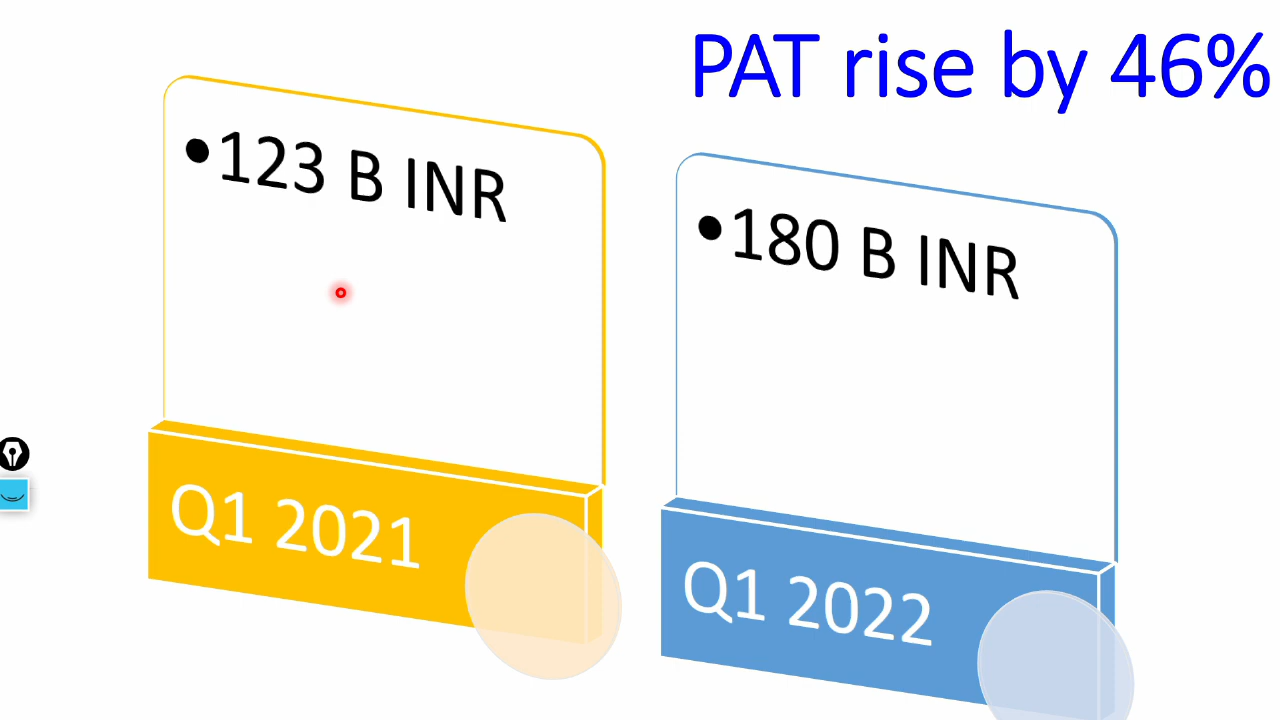 PAT rise by 46%
•123 B INR
•180 B INR
Q1 2021
Q1 2022